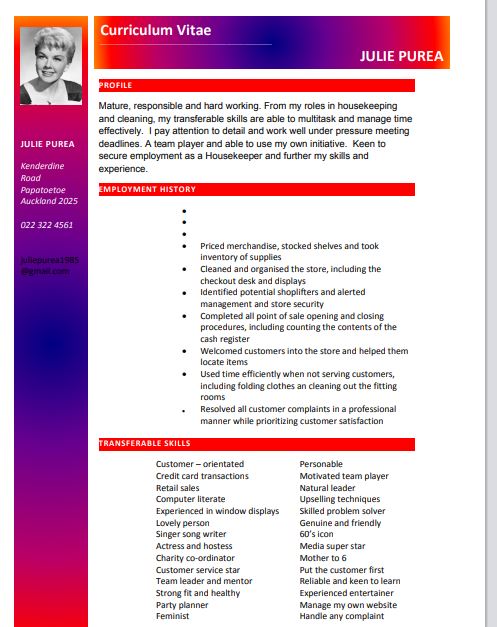 Curriculum Vitae
JULIE PUREA
JULIE PUREA
Kenderdine
Road
Papatoetoe
Auckland 2025
022 322 4561
juliepurea1985
@gmail.com
PROFILE
Mature, responsible and hard working. From my roles in housekeeping
and cleaning, my transferable skills are able to multitask and manage time
effectively. I pay attention to detail and work well under pressure meeting
deadlines. A team player and able to use my own initiative. Keen to
secure employment as a Housekeeper and further my skills and
experience.
EMPLOYMENT HISTORY
•
•
•
• Priced merchandise, stocked shelves and took
inventory of supplies
• Cleaned and organised the store, including the
checkout desk and displays
• Identified potential shoplifters and alerted
management and store security
• Completed all point of sale opening and closing
procedures, including counting the contents of the
cash register
• Welcomed customers into the store and helped them
locate items
• Used time efficiently when not serving customers,
including folding clothes an cleaning out the fitting
rooms
• Resolved all customer complaints in a professional
manner while prioritizing customer satisfaction
TRANSFERABLE SKILLS
Customer – orientated
Credit card transactions
Retail sales
Computer literate
Experienced in window displays
Lovely person
Singer song writer
Actress and hostess
Charity co-ordinator
Customer service star
Team leader and mentor
Strong fit and healthy
Party planner
Feminist
Personable
Motivated team player
Natural leader
Upselling techniques
Skilled problem solver
Genuine and friendly
60's icon
Media super star
Mother to 6
Put the customer first
Reliable and keen to learn
Experienced entertainer
Manage my own website
Handle any complaint